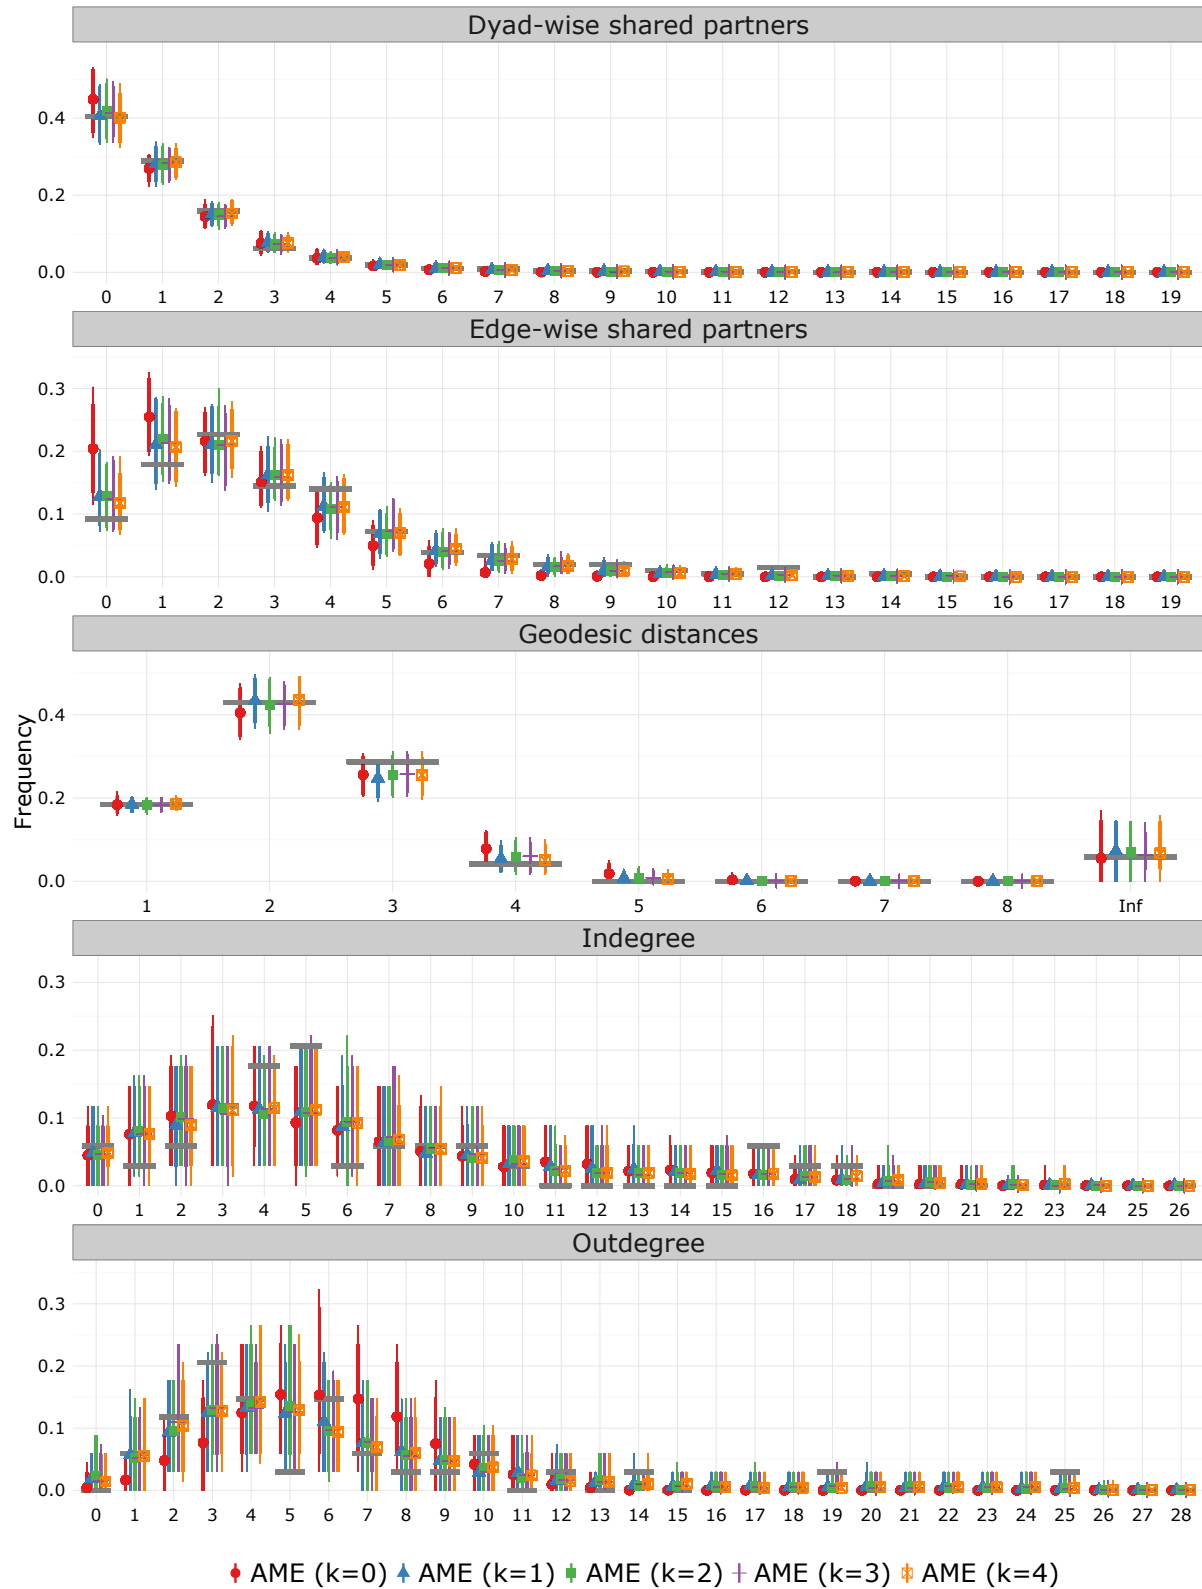 Dyad-wise shared partners
0.4
0.2
0.0
0 1 2 3 4 5 6 7 8 9 10 11 12 13 14 15 16 17 18 19
Edge-wise shared partners
0.3
0.2
0.1
0.0
0 1 2 3 4 5 6 7 8 9 10 11 12 13 14 15 16 17 18 19
Geodesic distances
Frequency
0.4
0.2
0.0
1 2 3 4 5 6 7 8 Inf
Indegree
0.3
0.2
0.1
0.0
0 1 2 3 4 5 6 7 8 9 10 11 12 13 14 15 16 17 18 19 20 21 22 23 24 25 26
Outdegree
0.3
0.2
0.1
0.0
0 1 2 3 4 5 6 7 8 9 10 11 12 13 14 15 16 17 18 19 20 21 22 23 24 25 26 27 28
AME (k=0) AME (k=1) AME (k=2) AME (k=3) AME (k=4)